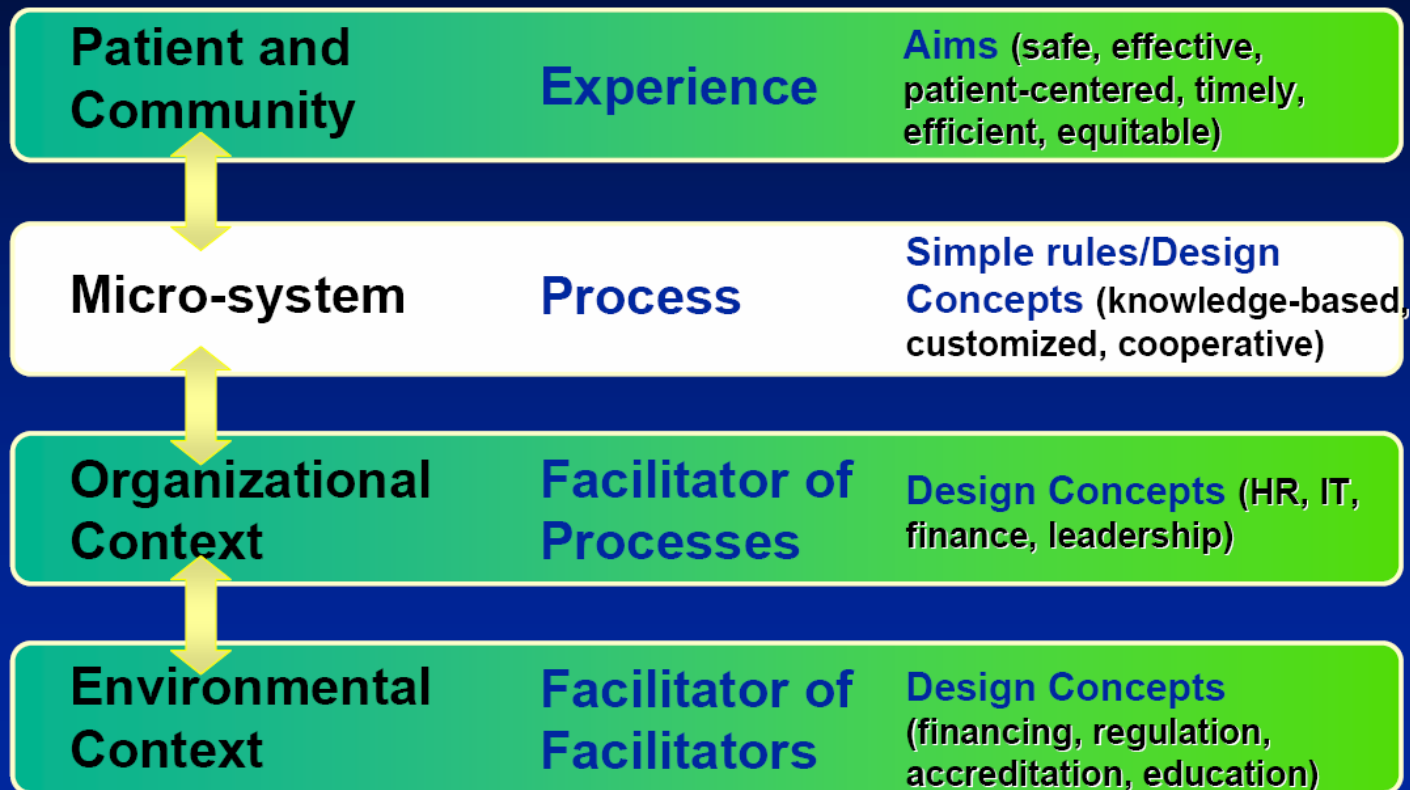 Patient and
Community
Experience
Aims (safe, effective,
patient-centered, timely,
efficient, equitable)
Micro-system
Process
Simple rules/Design
Concepts (knowledge-based,
customized, cooperative)
Organizational
Context
Facilitator of
Processes
Design Concepts (HR, IT,
finance, leadership)
Environmental
Context
Facilitator of
Facilitators
Design Concepts
(financing, regulation,
accreditation, education)